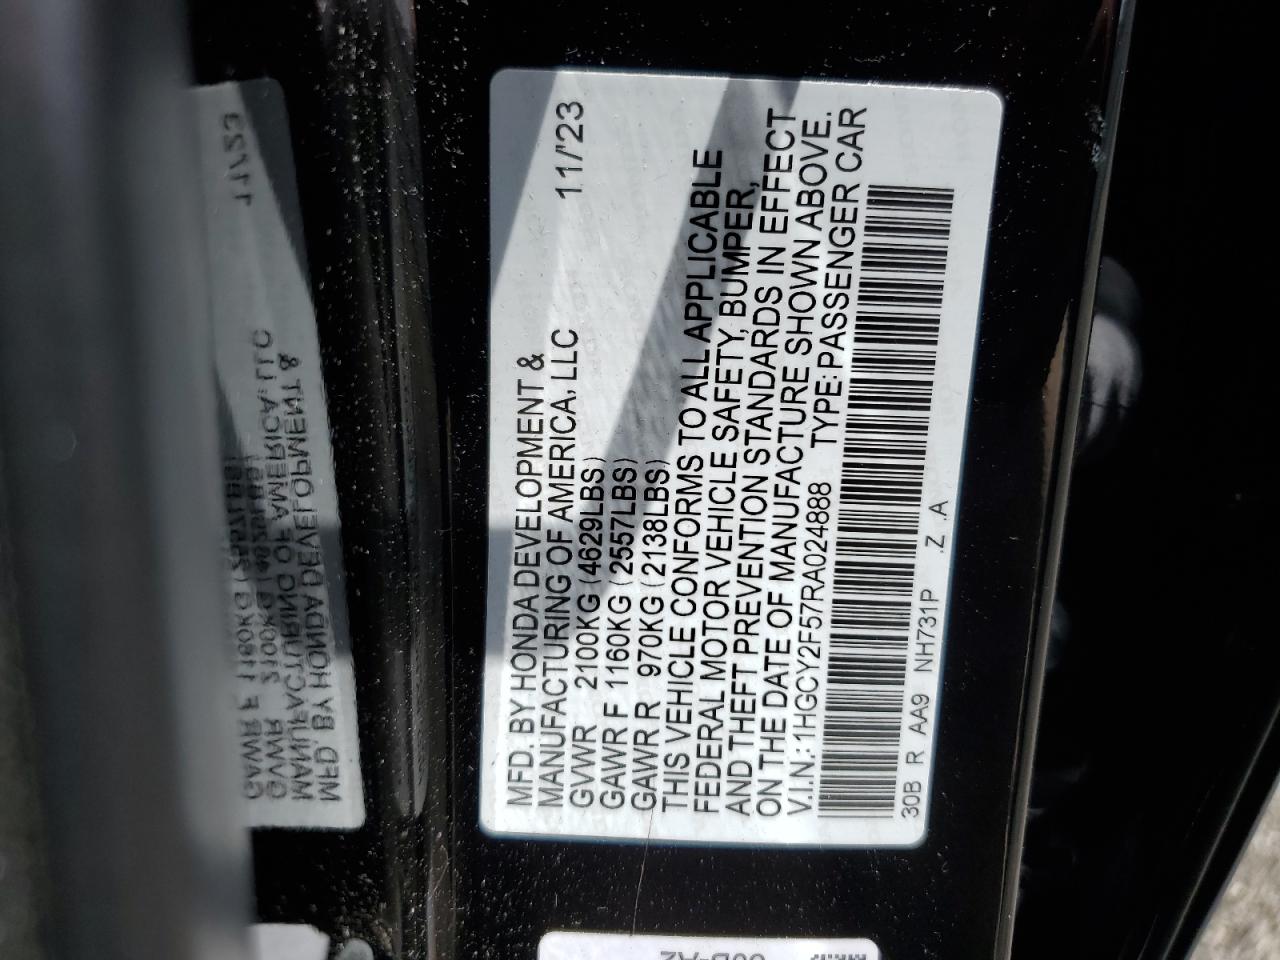 MFD. BY HONDA DEVELOPMENT &
MANUFACTURING OF AMERICA, LLC 11/'23
GVWR 2100KG (4629LBS)
GAWR F 1160KG (2557LBS)
GAWR R 970KG (2138LBS)
THIS VEHICLE CONFORMS TO ALL APPLICABLE
FEDERAL MOTOR VEHICLE SAFETY, BUMPER,
AND THEFT PREVENTION STANDARDS IN EFFECT
ON THE DATE OF MANUFACTURE SHOWN ABOVE.
V.I.N.: 1HGCY2F57RA024888 TYPE: PASSENGER CAR
30B R AA9 NH731P .Z .A